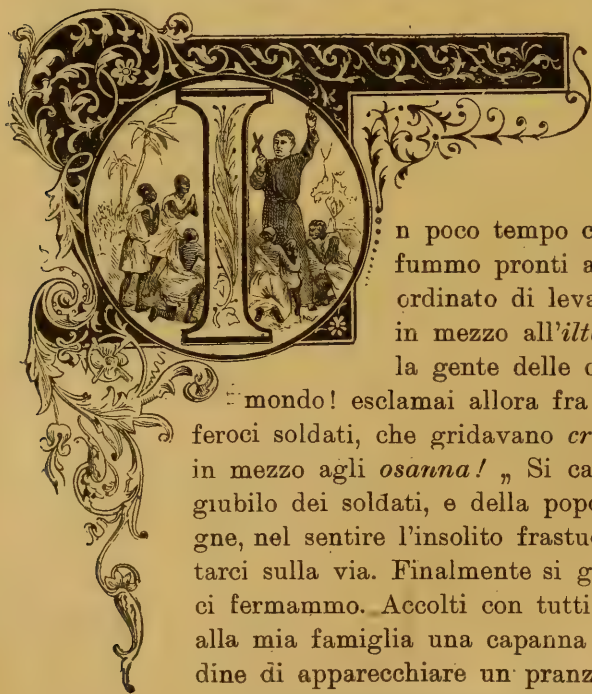 In poco tempo c
fummo pronti a
ordinato di leva
in mezzo all'ilt
la gente delle c
mondo! esclamai allora fra
feroci soldati, che gridavano cr
in mezzo agli osanna! „ Si ca
giubilo dei soldati, e della popo
gne, nel sentire l'insolito frastuo
tarci sulla via. Finalmente si g
ci fermammo. Accolti con tutti
alla mia famiglia una capanna
dine di apparecchiare un pranz